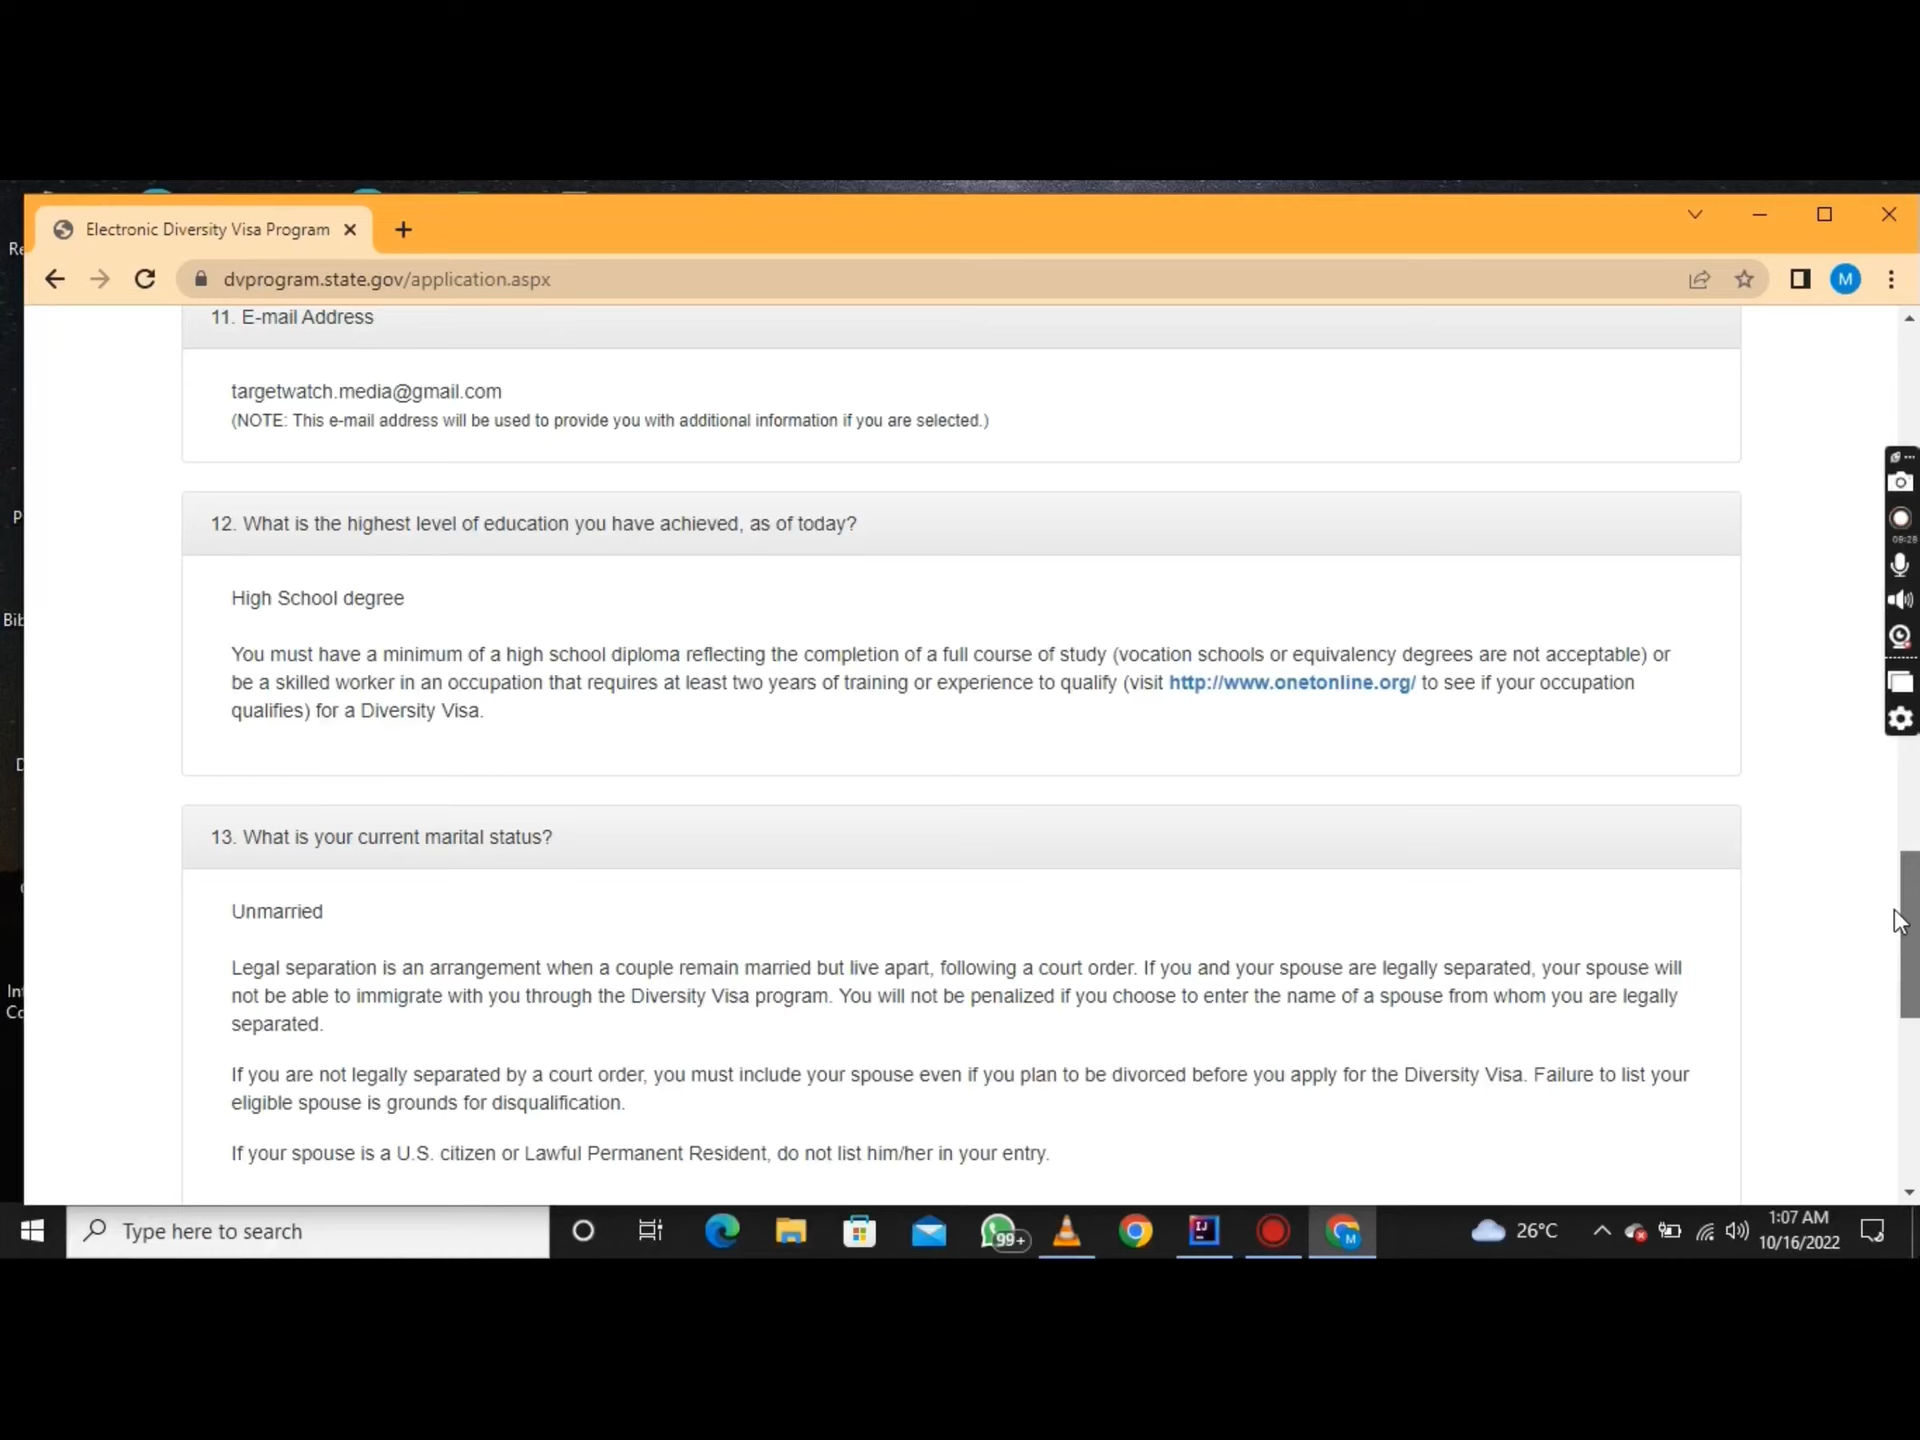 Electronic Diversity Visa Program
dvprogram.state.gov/application.aspx
M
11. E-mail Address
targetwatch.media@gmail.com
(NOTE: This e-mail address will be used to provide you with additional information if you are selected.)
12. What is the highest level of education you have achieved, as of today?
High School degree
You must have a minimum of a high school diploma reflecting the completion of a full course of study (vocation schools or equivalency degrees are not acceptable) or
be a skilled worker in an occupation that requires at least two years of training or experience to qualify (visit http://www.onetonline.org/ to see if your occupation
qualifies) for a Diversity Visa.
13. What is your current marital status?
Unmarried
Legal separation is an arrangement when a couple remain married but live apart, following a court order. If you and your spouse are legally separated, your spouse will
not be able to immigrate with you through the Diversity Visa program. You will not be penalized if you choose to enter the name of a spouse from whom you are legally
separated.
If you are not legally separated by a court order, you must include your spouse even if you plan to be divorced before you apply for the Diversity Visa. Failure to list your
eligible spouse is grounds for disqualification.
If your spouse is a U.S. citizen or Lawful Permanent Resident, do not list him/her in your entry.
09:28
Type here to search
99+
IJ
M
26°C
1:07 AM
10/16/2022